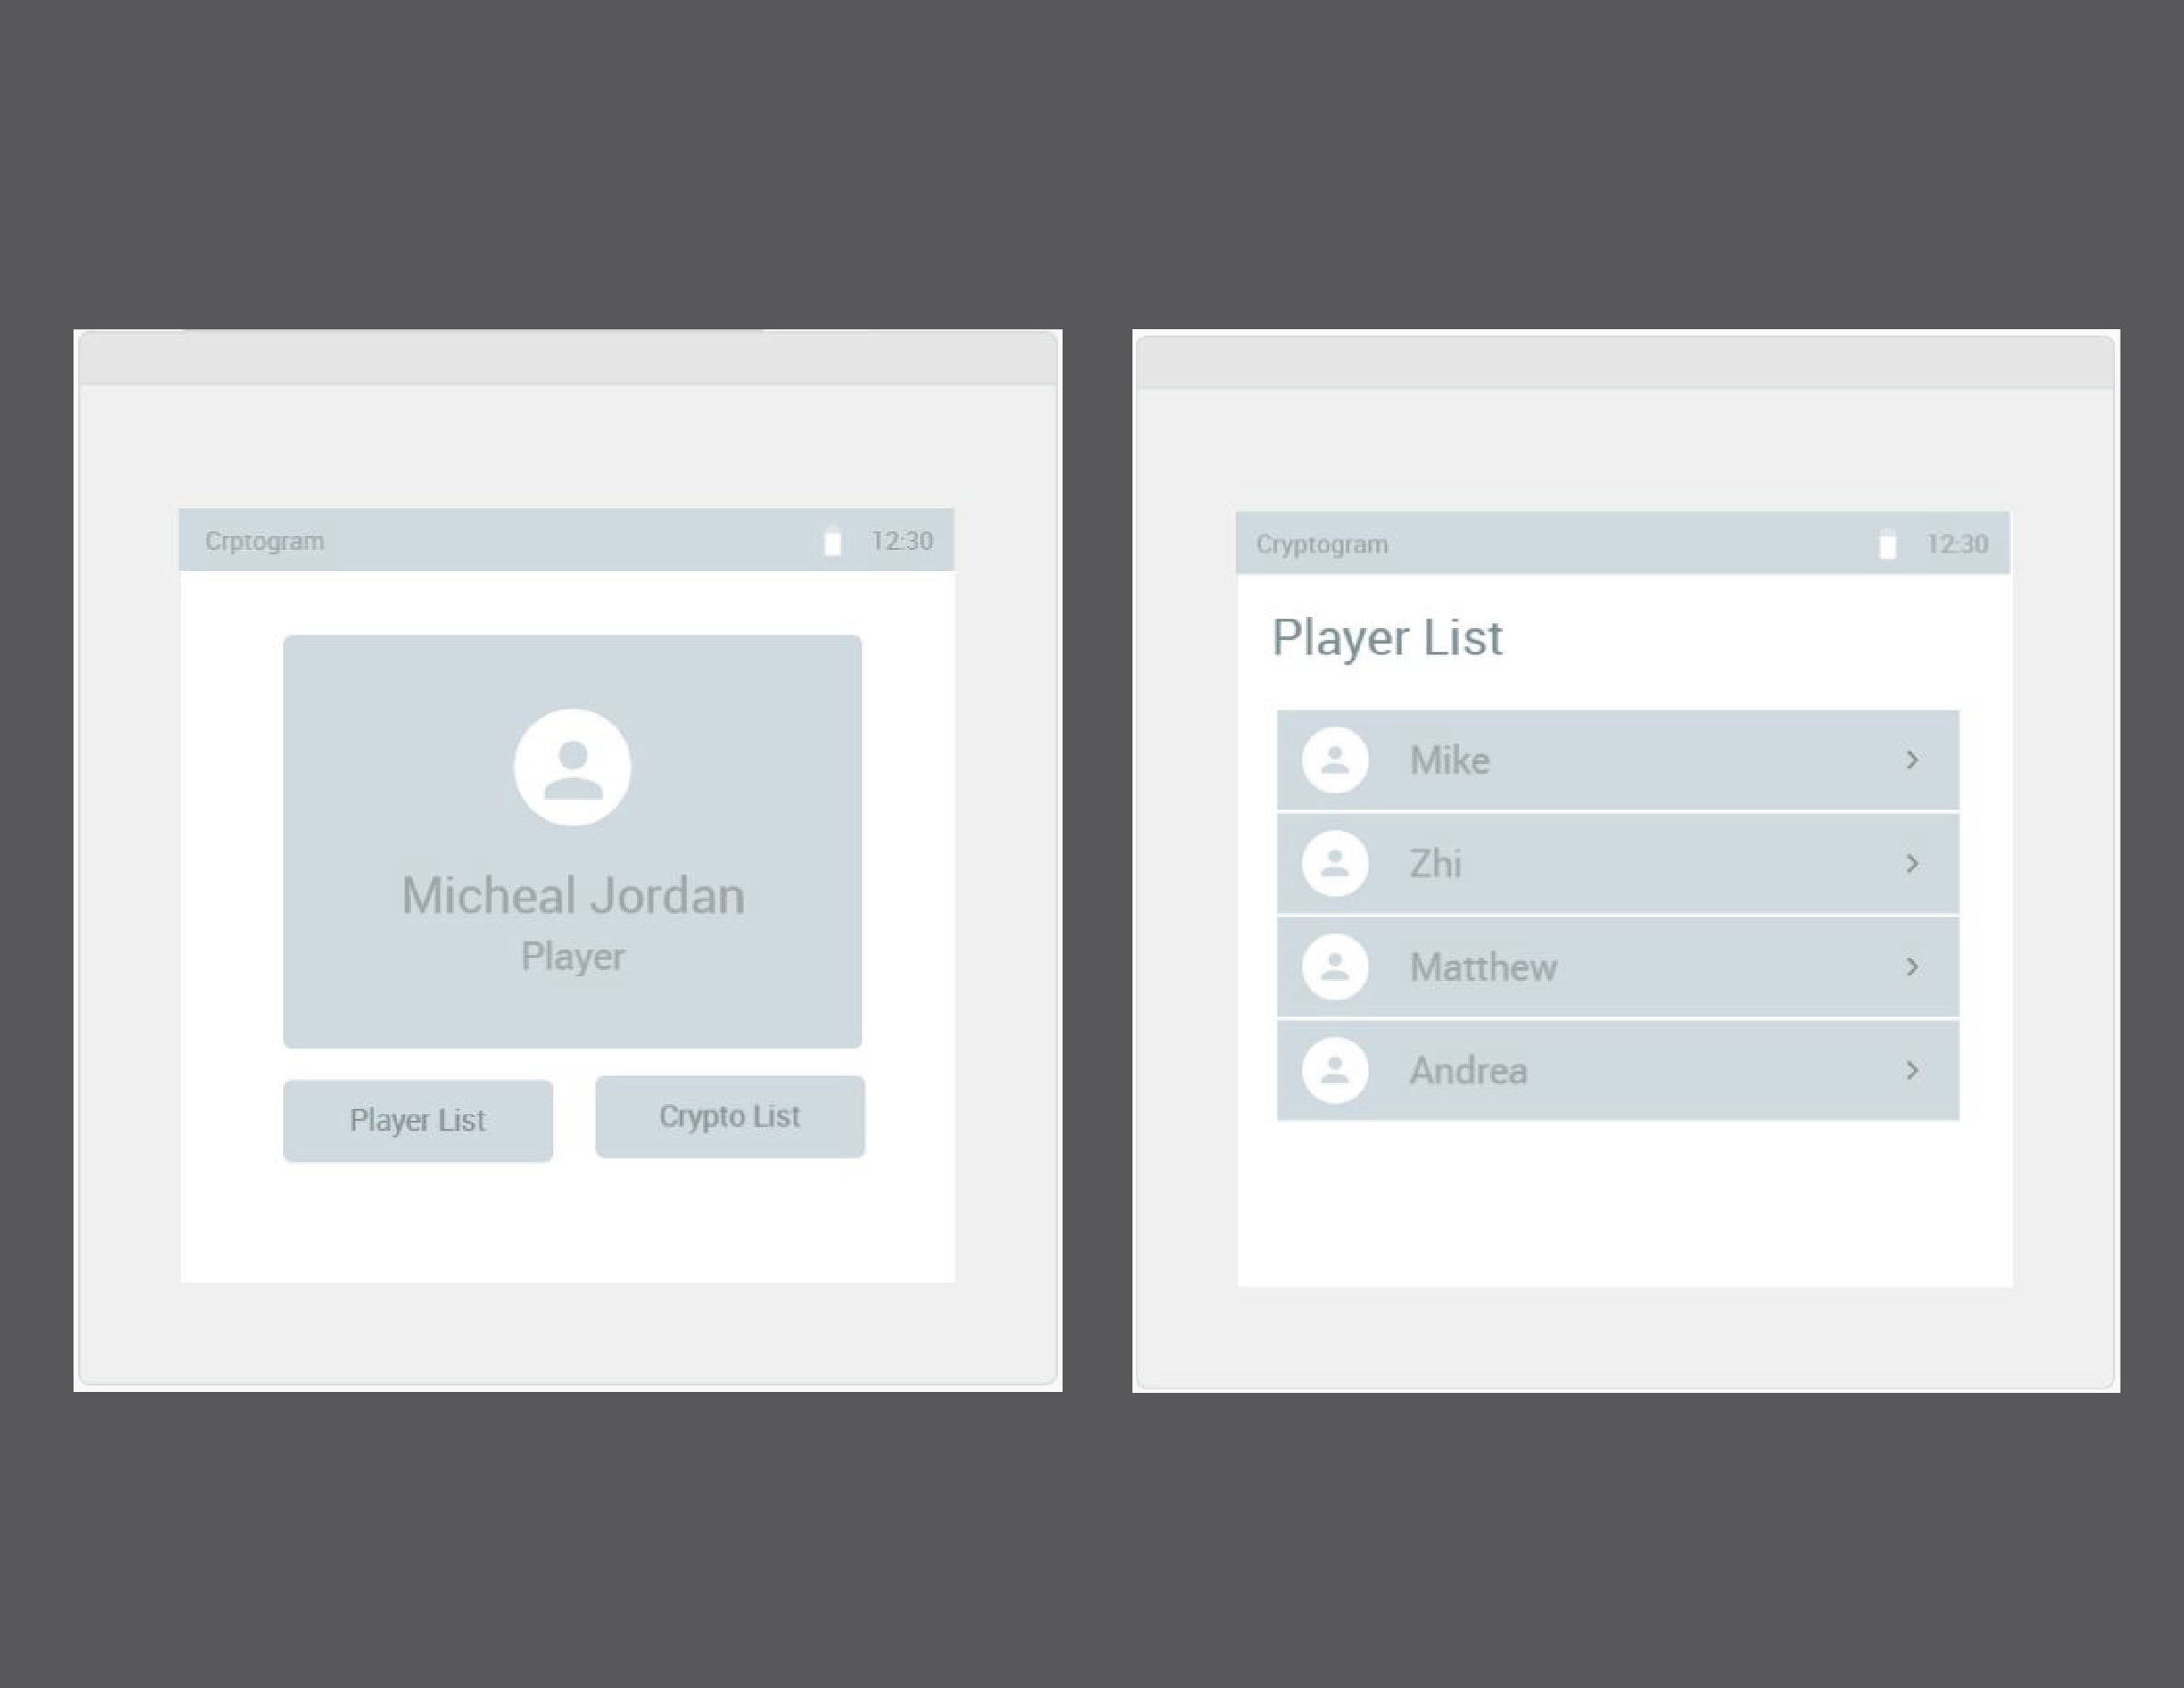 Crptogram 12:30
Micheal Jordan
Player
Player List Crypto List
Cryptogram 12:30
Player List
Mike
Zhi
Matthew
Andrea